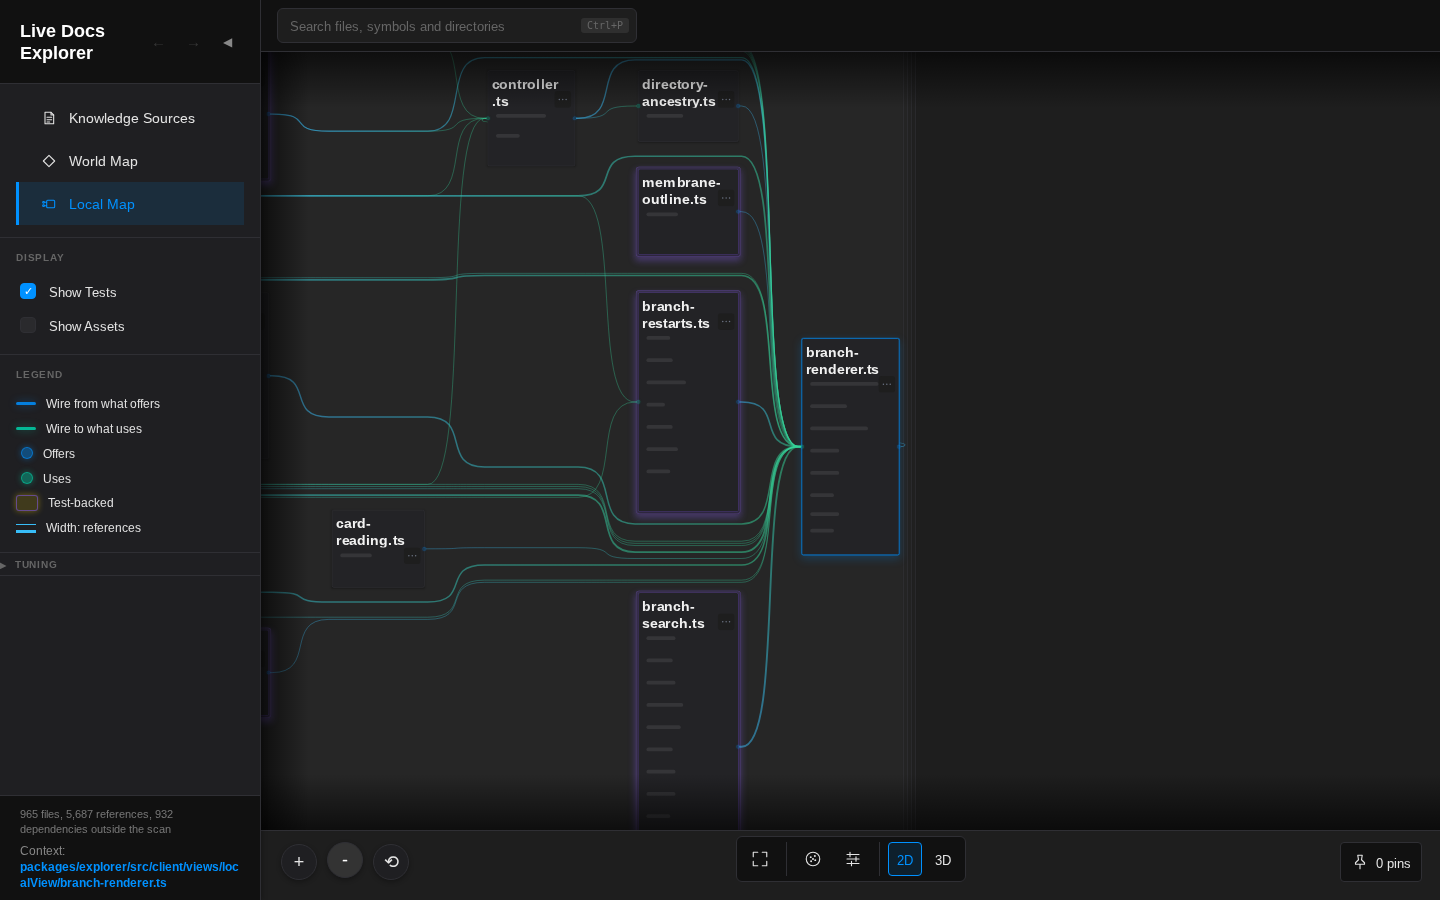 Live Docs
Explorer
← → ◀
Search files, symbols and directories
Ctrl+P
Knowledge Sources
World Map
Local Map
DISPLAY
✓ Show Tests
Show Assets
LEGEND
Wire from what offers
Wire to what uses
Offers
Uses
Test-backed
Width: references
▶ TUNING
965 files, 5,687 references, 932
dependencies outside the scan
Context:
packages/explorer/src/client/views/loc
alView/branch-renderer.ts
controller
.ts
...
directory-
ancestry.ts
...
membrane-
outline.ts
...
branch-
restarts.ts
...
branch-
renderer.ts
...
card-
reading.ts
...
branch-
search.ts
...
+
-
⟲
2D
3D
0 pins